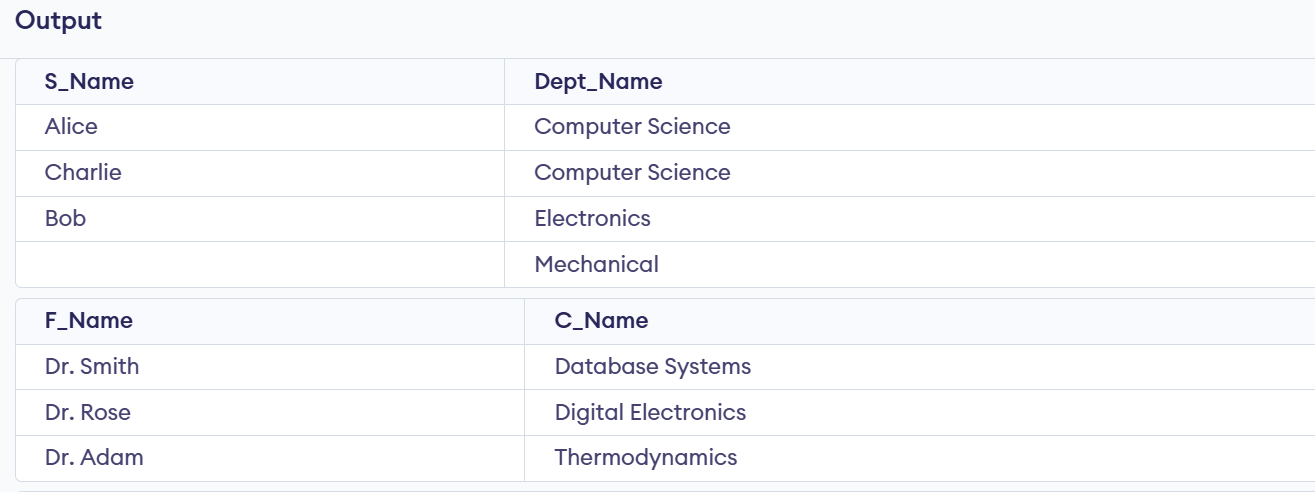 Output
S_Name Dept_Name
Alice Computer Science
Charlie Computer Science
Bob Electronics
Mechanical
F_Name C_Name
Dr. Smith Database Systems
Dr. Rose Digital Electronics
Dr. Adam Thermodynamics